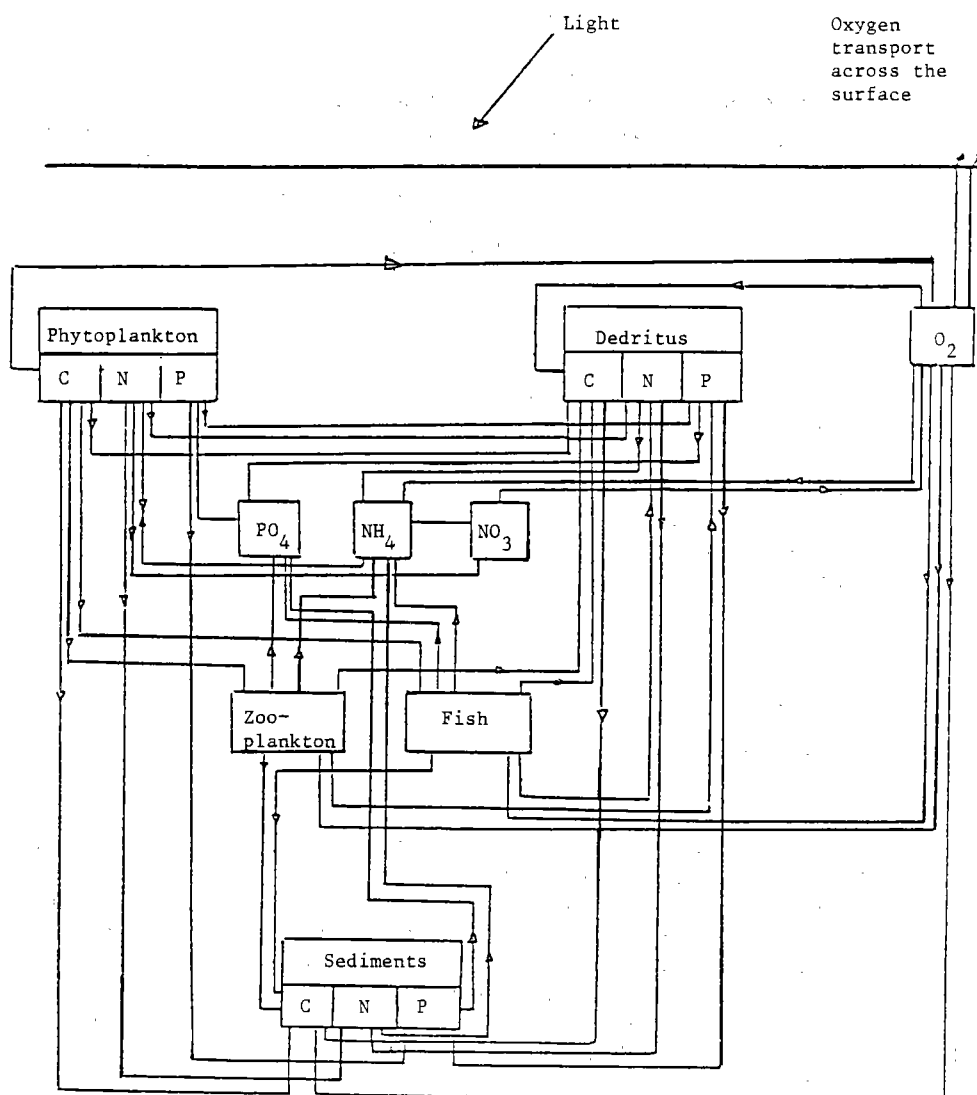 Light
Oxygen
transport
across the
surface
Phytoplankton
C N P
Dedritus
C N P
O2
PO4
NH4
NO3
Zoo-
plankton
Fish
Sediments
C N P